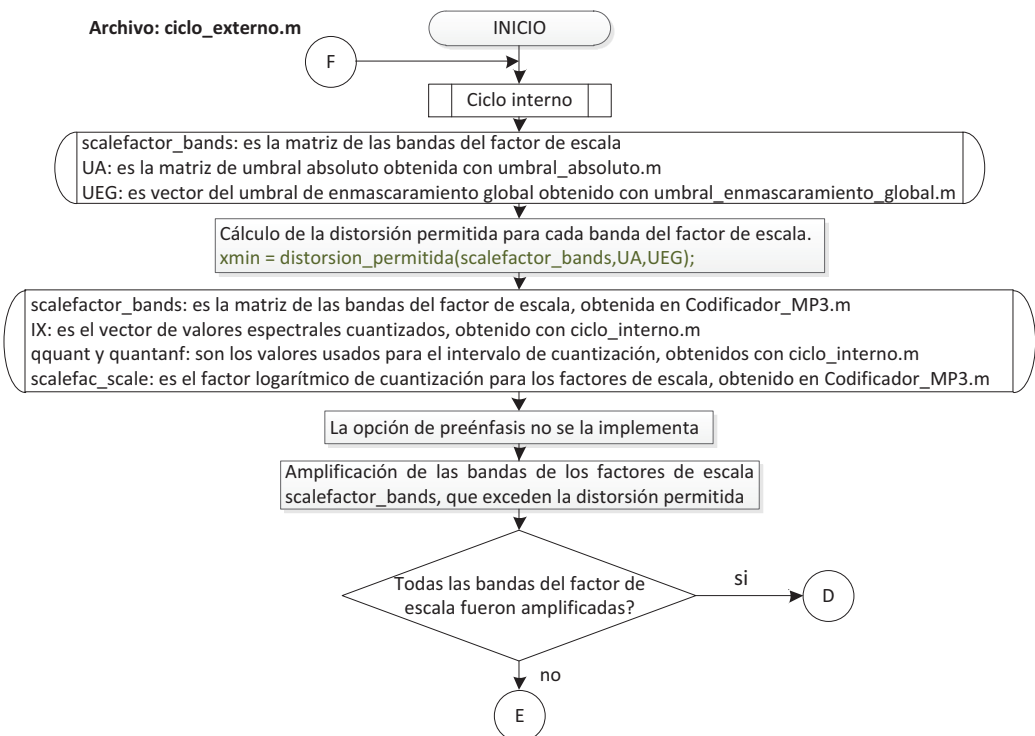 Archivo: ciclo_externo.m
INICIO
F
Ciclo interno
scalefactor_bands: es la matriz de las bandas del factor de escala
UA: es la matriz de umbral absoluto obtenida con umbral_absoluto.m
UEG: es vector del umbral de enmascaramiento global obtenido con umbral_enmascaramiento_global.m
Cálculo de la distorsión permitida para cada banda del factor de escala.
xmin = distorsion_permitida(scalefactor_bands,UA,UEG);
scalefactor_bands: es la matriz de las bandas del factor de escala, obtenida en Codificador_MP3.m
IX: es el vector de valores espectrales cuantizados, obtenido con ciclo_interno.m
qquant y quantanf: son los valores usados para el intervalo de cuantización, obtenidos con ciclo_interno.m
scalefac_scale: es el factor logarítmico de cuantización para los factores de escala, obtenido en Codificador_MP3.m
La opción de preénfasis no se la implementa
Amplificación de las bandas de los factores de escala
scalefactor_bands, que exceden la distorsión permitida
Todas las bandas del factor de
escala fueron amplificadas?
si
D
no
E